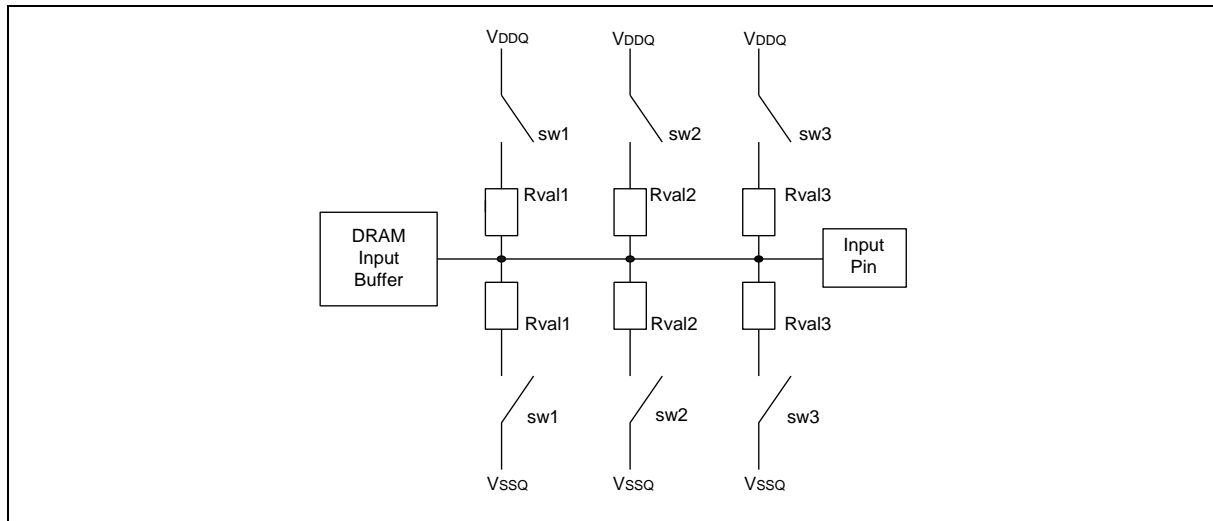 VDDQ VDDQ VDDQ
sw1 sw2 sw3
Rval1 Rval2 Rval3
DRAM
Input
Buffer
Input
Pin
Rval1 Rval2 Rval3
sw1 sw2 sw3
VSSQ VSSQ VSSQ